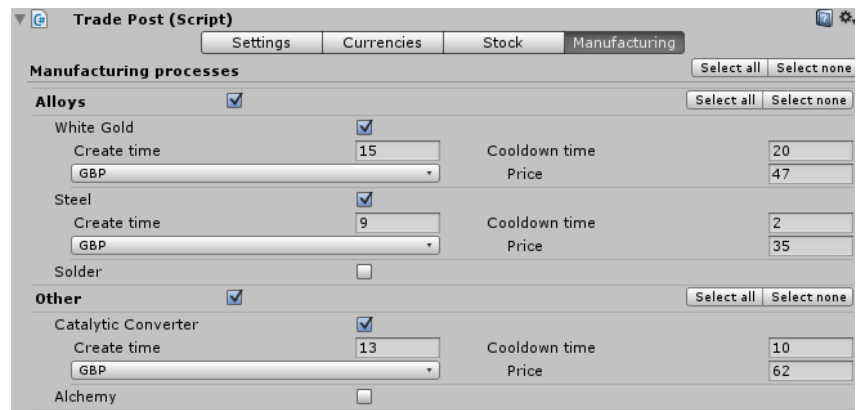 Trade Post (Script)
Settings Currencies Stock Manufacturing
Manufacturing processes Select all Select none
Alloys Select all Select none
White Gold
Create time 15 Cooldown time 20
GBP Price 47
Steel
Create time 9 Cooldown time 2
GBP Price 35
Solder
Other Select all Select none
Catalytic Converter
Create time 13 Cooldown time 10
GBP Price 62
Alchemy